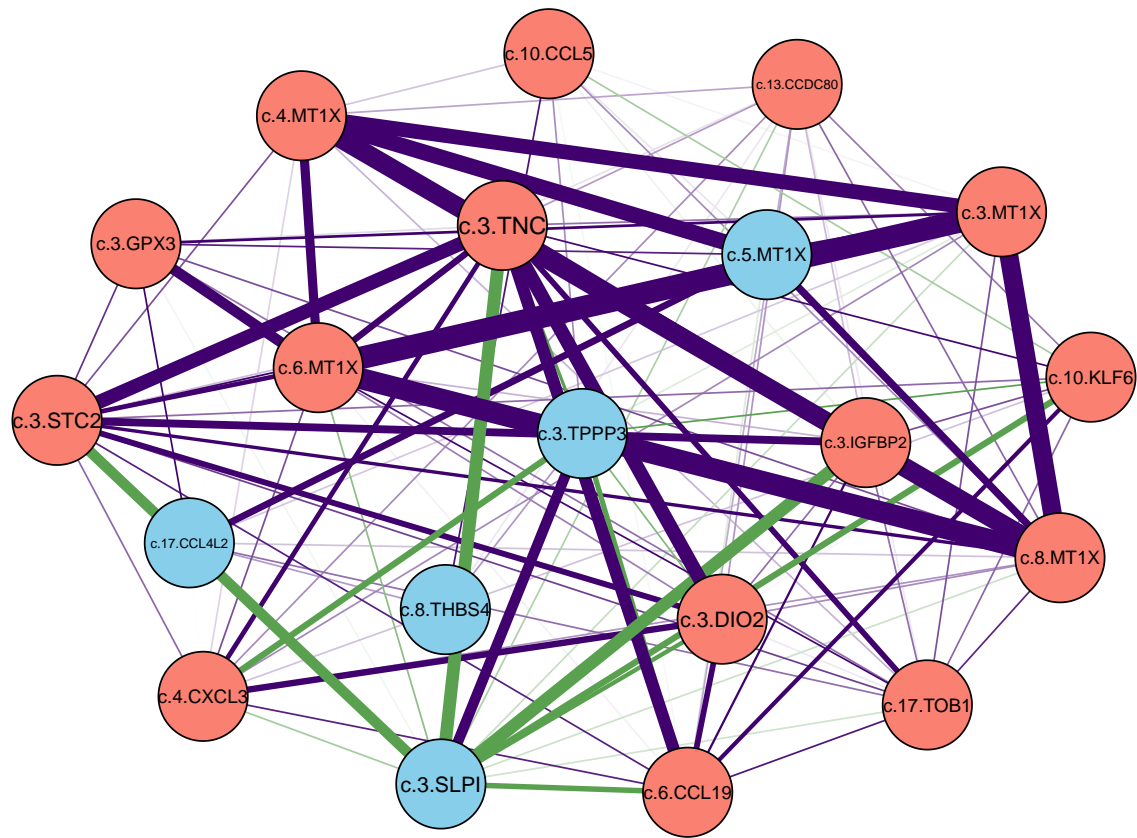 c.10.CCL5
c.13.CCDC80
c.4.MT1X
c.3.MT1X
c.3.TNC
c.3.GPX3
c.5.MT1X
c.6.MT1X
c.10.KLF6
c.3.STC2
c.3.TPPP3
c.3.IGFBP2
c.17.CCL4L2
c.8.MT1X
c.8.THBS4
c.3.DIO2
c.4.CXCL3
c.17.TOB1
c.3.SLPI
c.6.CCL19